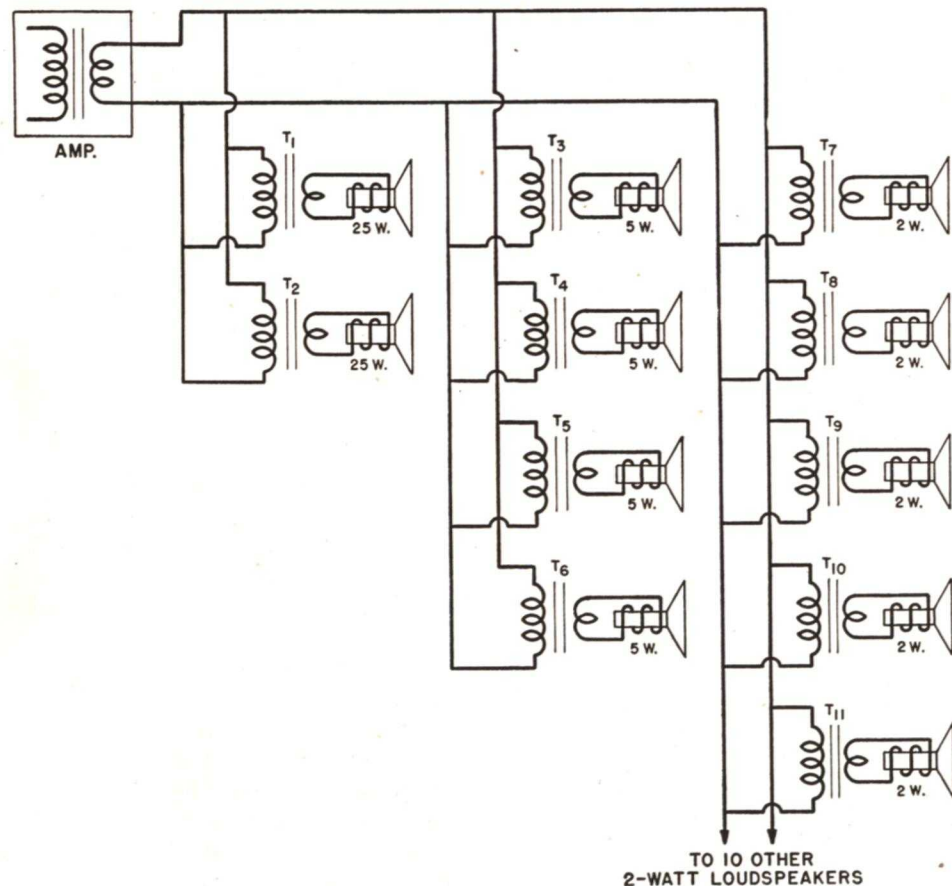 AMP.
T1
25 W.
T2
25 W.
T3
5 W.
T4
5 W.
T5
5 W.
T6
5 W.
T7
2 W.
T8
2 W.
T9
2 W.
T10
2 W.
T11
2 W.
TO 10 OTHER
2-WATT LOUDSPEAKERS